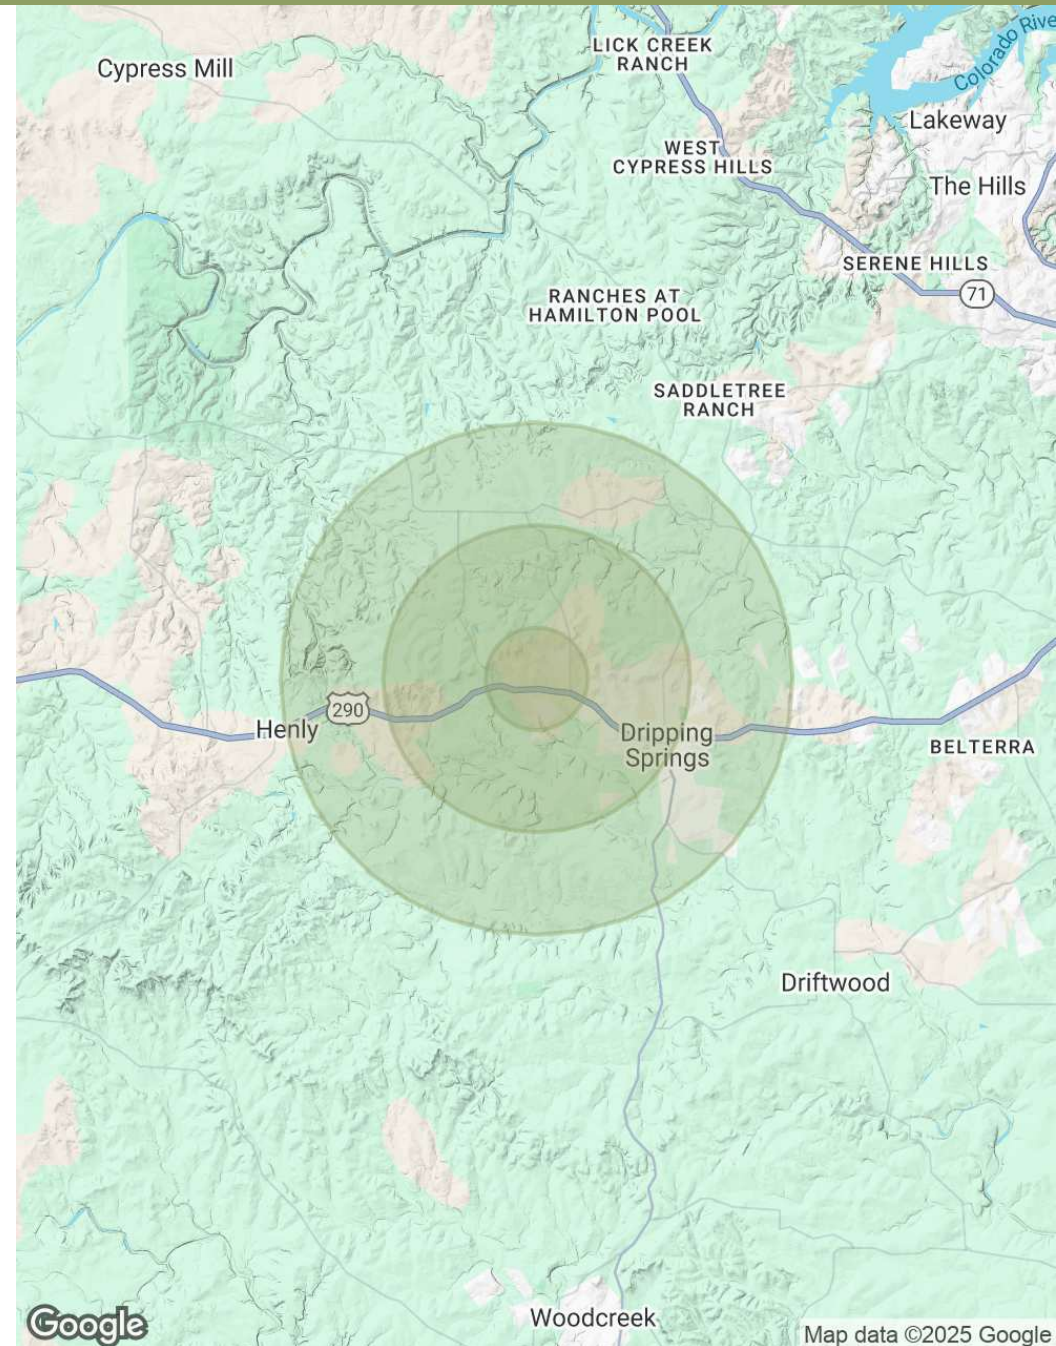 LICK CREEK
RANCH
Cypress Mill
Colorado River
Lakeway
WEST
CYPRESS HILLS
The Hills
SERENE HILLS
71
RANCHES AT
HAMILTON POOL
SADDLETREE
RANCH
290
Henly
Dripping
Springs
BELTERRA
Driftwood
Woodcreek
Google
Map data ©2025 Google